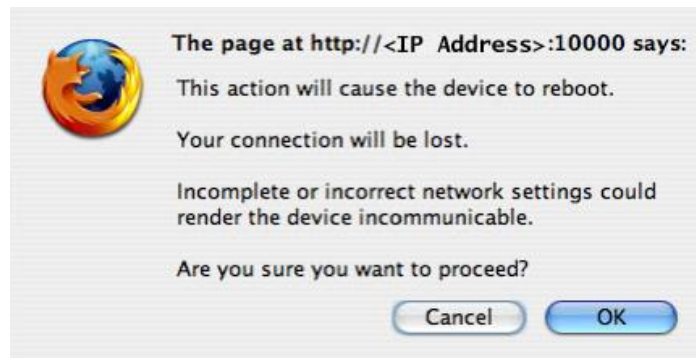 The page at http://<IP Address>:10000 says:
This action will cause the device to reboot.
Your connection will be lost.
Incomplete or incorrect network settings could
render the device incommunicable.
Are you sure you want to proceed?
Cancel OK